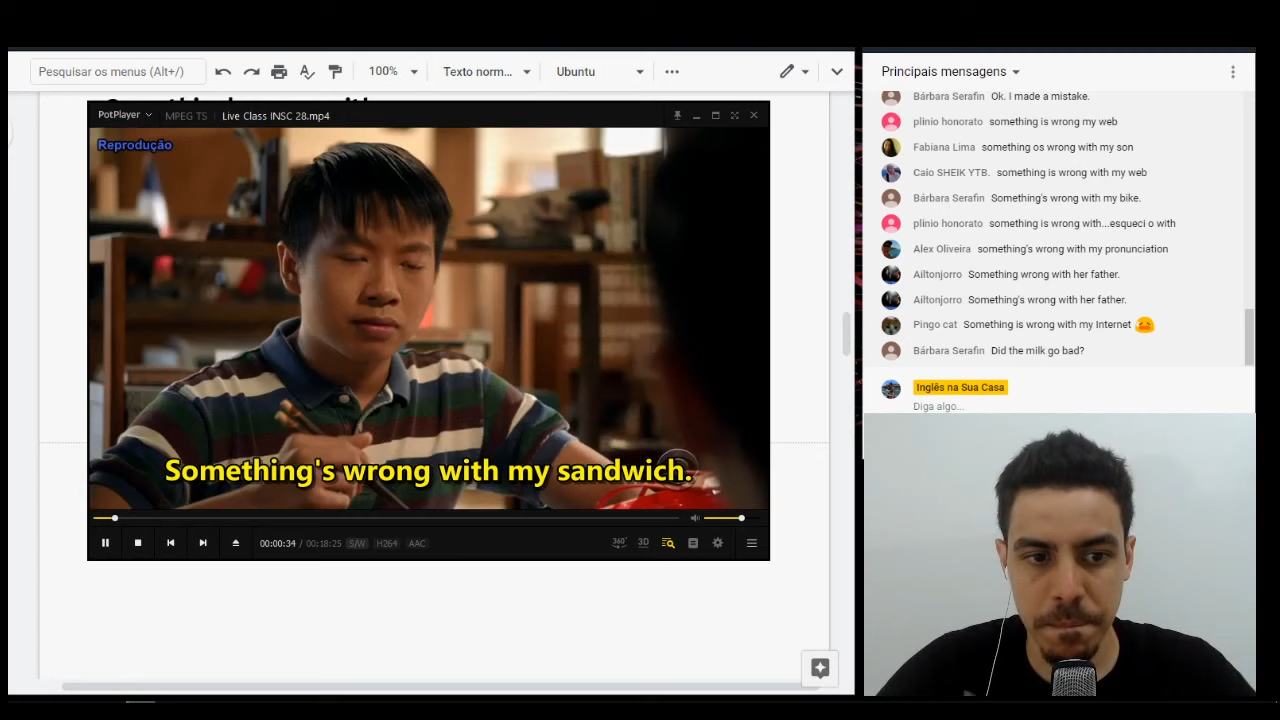 Pesquisar os menus (Alt+/)
100%
Texto norm...
Ubuntu
PotPlayer
MPEG TS
Live Class INSC 28.mp4
Reprodução
Something's wrong with my sandwich.
00:00:34 / 00:18:25 S/W H264 AAC
360°
3D
Principais mensagens
Bárbara Serafin Ok. I made a mistake.
plinio honorato something is wrong my web
Fabiana Lima something os wrong with my son
Caio SHEIK YTB. something is wrong with my web
Bárbara Serafin Something's wrong with my bike.
plinio honorato something is wrong with...esqueci o with
Alex Oliveira something's wrong with my pronunciation
Ailtonjorro Something wrong with her father.
Ailtonjorro Something's wrong with her father.
Pingo cat Something is wrong with my Internet
Bárbara Serafin Did the milk go bad?
Inglês na Sua Casa
Diga algo...